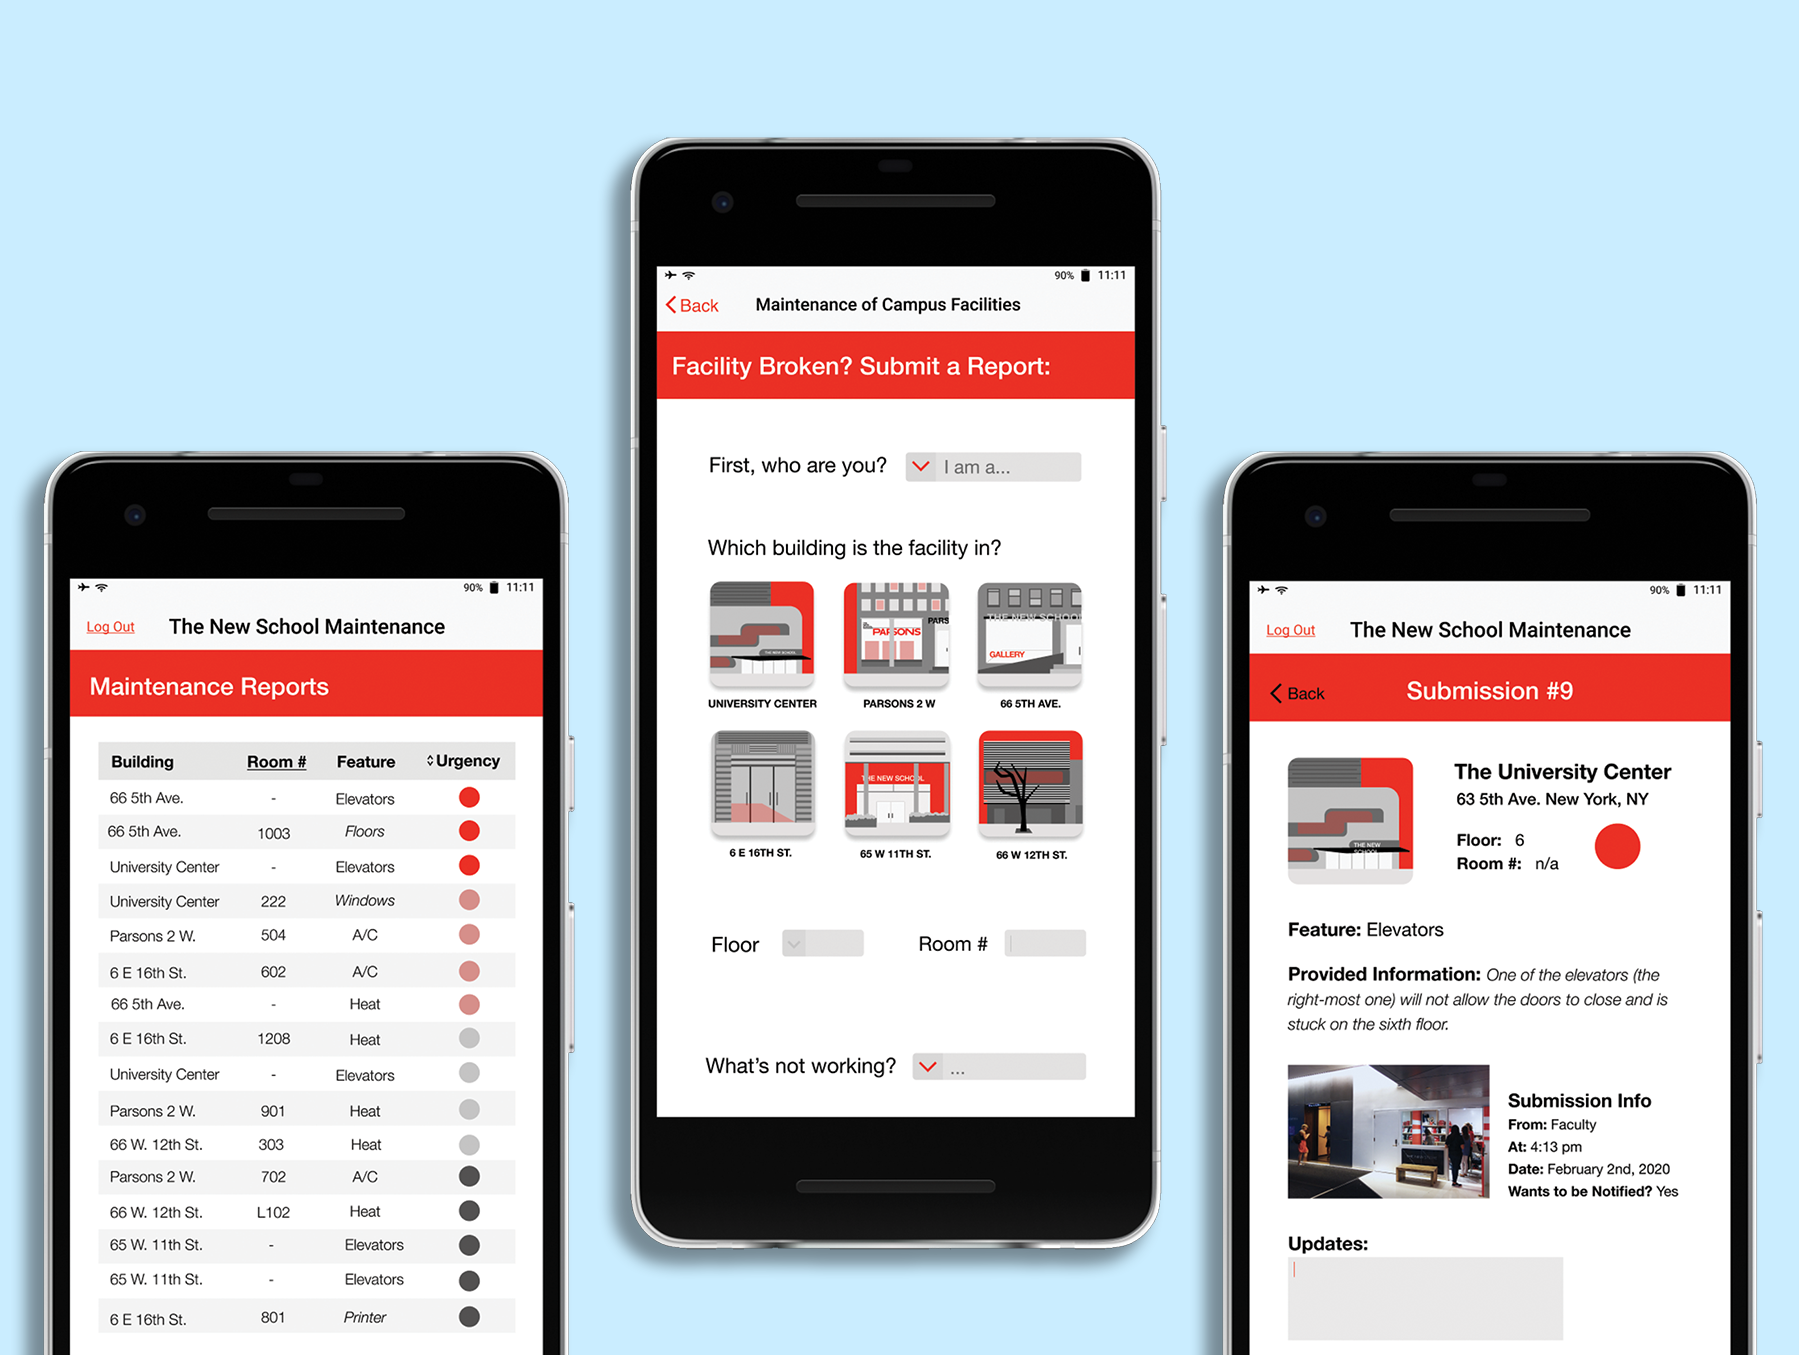 90% 11:11
Log Out The New School Maintenance
Maintenance Reports
Building Room # Feature Urgency
66 5th Ave. - Elevators
66 5th Ave. 1003 Floors
University Center - Elevators
University Center 222 Windows
Parsons 2 W. 504 A/C
6 E 16th St. 602 A/C
66 5th Ave. - Heat
6 E 16th St. 1208 Heat
University Center - Elevators
Parsons 2 W. 901 Heat
66 W. 12th St. 303 Heat
Parsons 2 W. 702 A/C
66 W. 12th St. L102 Heat
65 W. 11th St. - Elevators
65 W. 11th St. - Elevators
6 E 16th St. 801 Printer
90% 11:11
Back Maintenance of Campus Facilities
Facility Broken? Submit a Report:
First, who are you? I am a...
Which building is the facility in?
THE NEW SCHOOL
PARSONS
PARS
THE NEW SCHOOL
GALLERY
UNIVERSITY CENTER PARSONS 2 W 66 5TH AVE.
THE NEW SCHOOL
6 E 16TH ST. 65 W 11TH ST. 66 W 12TH ST.
Floor Room #
What's not working? ...
90% 11:11
Log Out The New School Maintenance
Back Submission #9
THE NEW
SCHOOL
The University Center
63 5th Ave. New York, NY
Floor: 6
Room #: n/a
Feature: Elevators
Provided Information: One of the elevators (the
right-most one) will not allow the doors to close and is
stuck on the sixth floor.
Submission Info
From: Faculty
At: 4:13 pm
Date: February 2nd, 2020
Wants to be Notified? Yes
Updates: